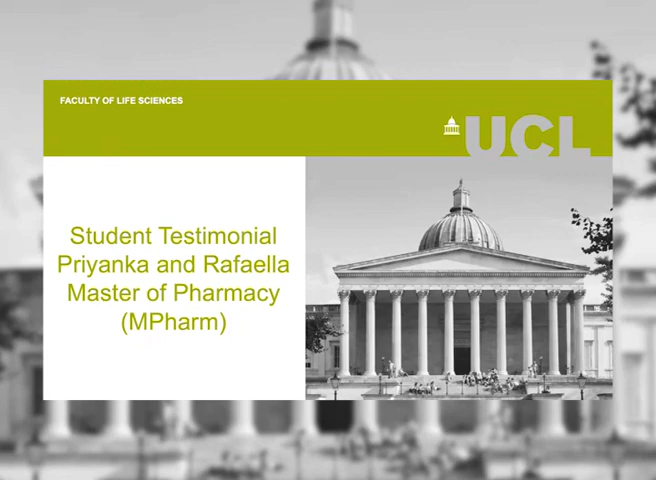 FACULTY OF LIFE SCIENCES
UCL
Student Testimonial
Priyanka and Rafaella
Master of Pharmacy
(MPharm)